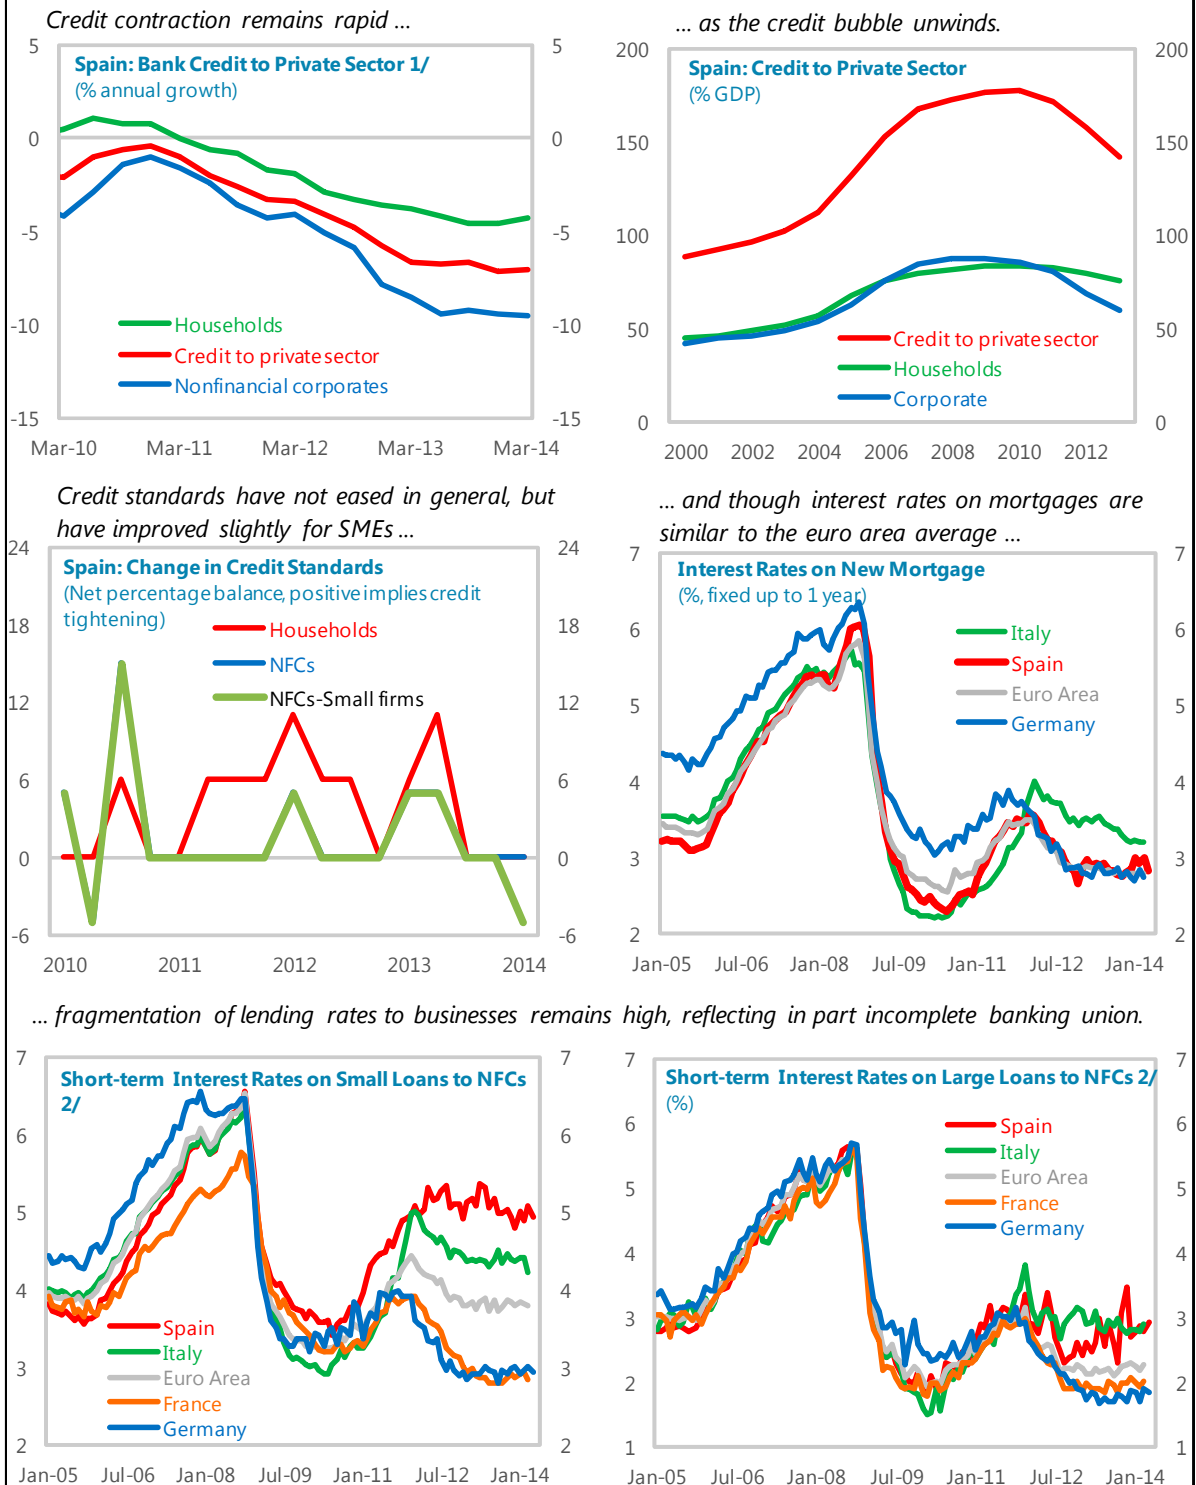 Credit contraction remains rapid ...
5
5
Spain: Bank Credit to Private Sector 1/
(% annual growth)
0
0
-5
-5
-10
-10
Households
Credit to private sector
Nonfinancial corporates
-15
-15
Mar-10 Mar-11 Mar-12 Mar-13 Mar-14
... as the credit bubble unwinds.
200
200
Spain: Credit to Private Sector
(% GDP)
150
150
100
100
50
50
Credit to private sector
Households
Corporate
0
0
2000 2002 2004 2006 2008 2010 2012
Credit standards have not eased in general, but
have improved slightly for SMEs ...
24
24
Spain: Change in Credit Standards
(Net percentage balance, positive implies credit
tightening)
18
18
Households
NFCs
NFCs-Small firms
12
12
6
6
0
0
-6
-6
2010 2011 2012 2013 2014
... and though interest rates on mortgages are
similar to the euro area average ...
7
7
Interest Rates on New Mortgage
(%, fixed up to 1 year)
6
6
Italy
Spain
Euro Area
Germany
5
5
4
4
3
3
2
2
Jan-05 Jul-06 Jan-08 Jul-09 Jan-11 Jul-12 Jan-14
... fragmentation of lending rates to businesses remains high, reflecting in part incomplete banking union.
7
7
Short-term Interest Rates on Small Loans to NFCs
2/
6
6
5
5
4
4
3
3
Spain
Italy
Euro Area
France
Germany
2
2
Jan-05 Jul-06 Jan-08 Jul-09 Jan-11 Jul-12 Jan-14
7
7
Short-term Interest Rates on Large Loans to NFCs 2/
(%)
6
6
Spain
Italy
Euro Area
France
Germany
5
5
4
4
3
3
2
2
1
1
Jan-05 Jul-06 Jan-08 Jul-09 Jan-11 Jul-12 Jan-14